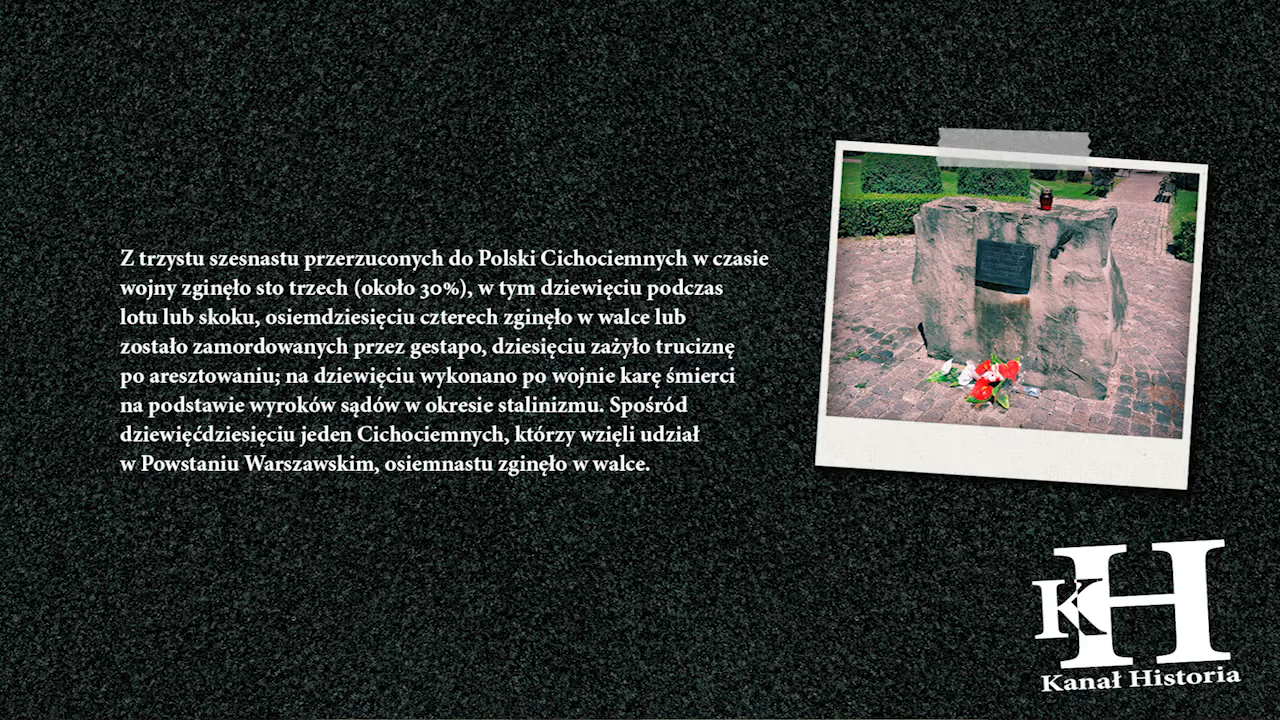 Z trzystu szesnastu przerzuconych do Polski Cichociemnych w czasie
wojny zginęło sto trzech (około 30%), w tym dziewięciu podczas
lotu lub skoku, osiemdziesięciu czterech zginęło w walce lub
zostało zamordowanych przez gestapo, dziesięciu zażyło truciznę
po aresztowaniu; na dziewięciu wykonano po wojnie karę śmierci
na podstawie wyroków sądów w okresie stalinizmu. Spośród
dziewięćdziesięciu jeden Cichociemnych, którzy wzięli udział
w Powstaniu Warszawskim, osiemnastu zginęło w walce.
KH
Kanał Historia